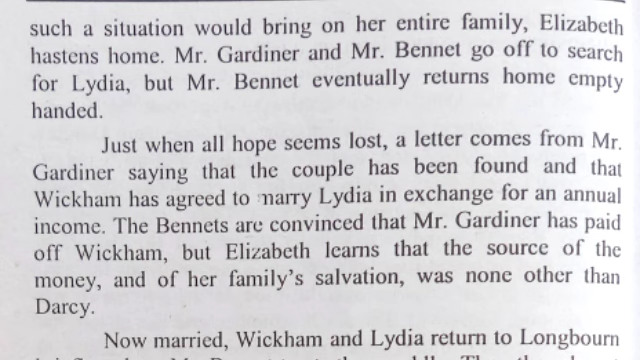 such a situation would bring on her entire family, Elizabeth
hastens home. Mr. Gardiner and Mr. Bennet go off to search
for Lydia, but Mr. Bennet eventually returns home empty
handed.
Just when all hope seems lost, a letter comes from Mr.
Gardiner saying that the couple has been found and that
Wickham has agreed to marry Lydia in exchange for an annual
income. The Bennets are convinced that Mr. Gardiner has paid
off Wickham, but Elizabeth learns that the source of the
money, and of her family's salvation, was none other than
Darcy.
Now married, Wickham and Lydia return to Longbourn